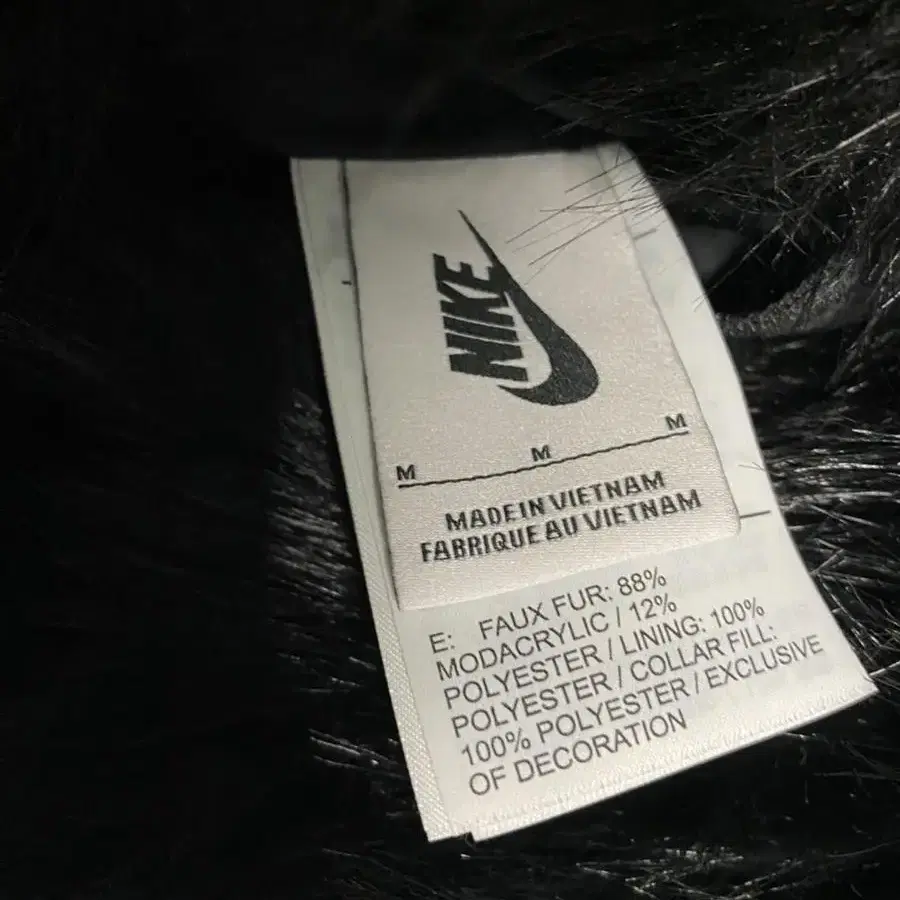 NIKE
M M M
MADE IN VIETNAM
FABRIQUE AU VIETNAM
E: FAUX FUR: 88%
MODACRYLIC / 12%
POLYESTER / LINING: 100%
POLYESTER / COLLAR FILL:
100% POLYESTER / EXCLUSIVE
OF DECORATION